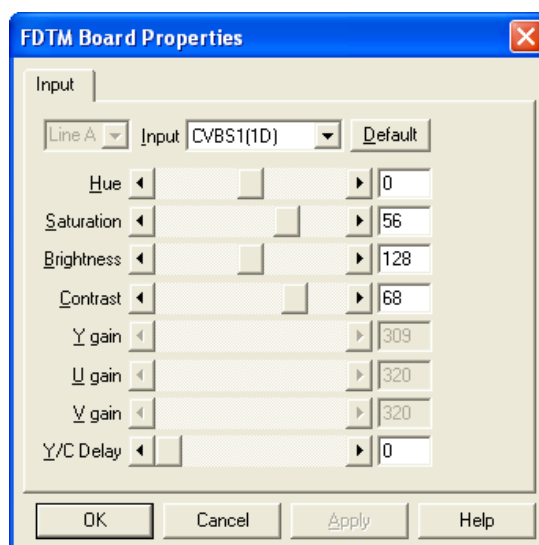 FDTM Board Properties
Input
Line A Input CVBS1(1D) Default
Hue 0
Saturation 56
Brightness 128
Contrast 68
Y gain 309
U gain 320
V gain 320
Y/C Delay 0
OK Cancel Apply Help